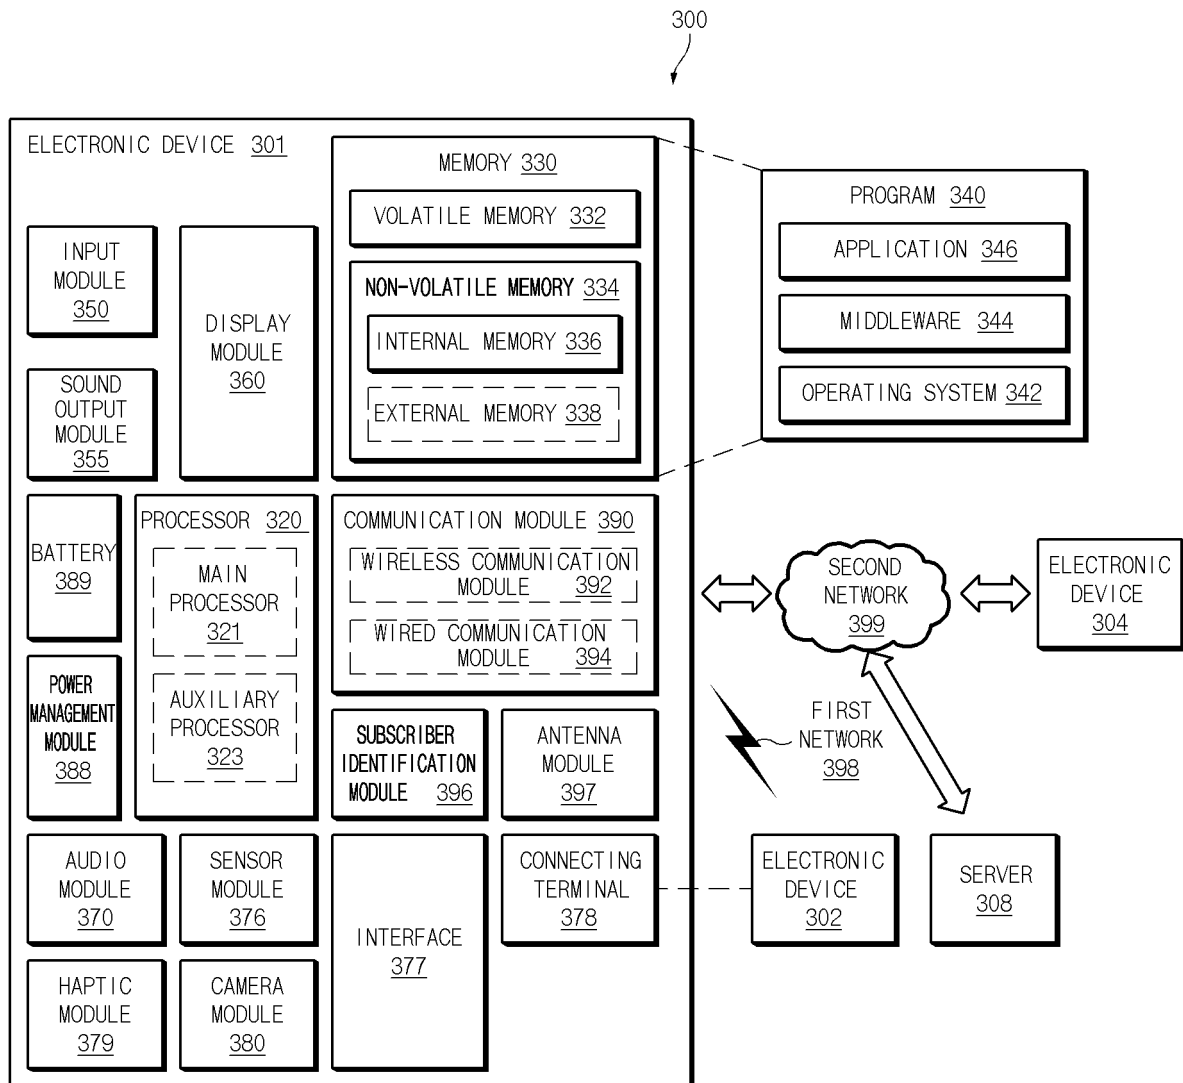 300
ELECTRONIC DEVICE 301
MEMORY 330
VOLATILE MEMORY 332
NON-VOLATILE MEMORY 334
INTERNAL MEMORY 336
EXTERNAL MEMORY 338
PROGRAM 340
APPLICATION 346
MIDDLEWARE 344
OPERATING SYSTEM 342
INPUT
MODULE
350
DISPLAY
MODULE
360
SOUND
OUTPUT
MODULE
355
BATTERY
389
PROCESSOR 320
MAIN
PROCESSOR
321
AUXILIARY
PROCESSOR
323
COMMUNICATION MODULE 390
WIRELESS COMMUNICATION
MODULE 392
WIRED COMMUNICATION
MODULE 394
SECOND
NETWORK
399
ELECTRONIC
DEVICE
304
POWER
MANAGEMENT
MODULE
388
SUBSCRIBER
IDENTIFICATION
MODULE 396
ANTENNA
MODULE
397
FIRST
NETWORK
398
AUDIO
MODULE
370
SENSOR
MODULE
376
INTERFACE
377
CONNECTING
TERMINAL
378
ELECTRONIC
DEVICE
302
SERVER
308
HAPTIC
MODULE
379
CAMERA
MODULE
380